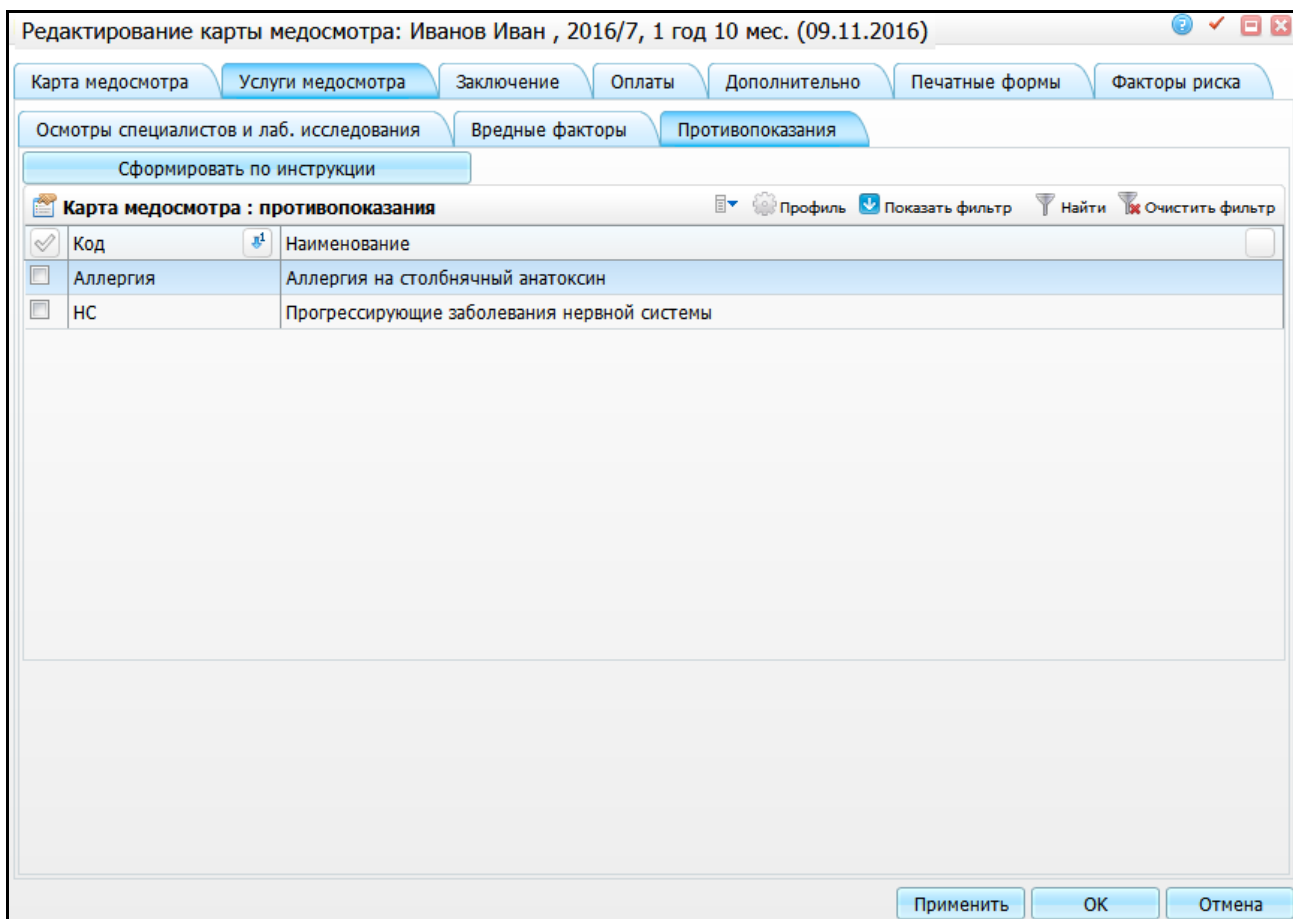 Редактирование карты медосмотра: Иванов Иван , 2016/7, 1 год 10 мес. (09.11.2016)
Карта медосмотра Услуги медосмотра Заключение Оплаты Дополнительно Печатные формы Факторы риска
Осмотры специалистов и лаб. исследования Вредные факторы Противопоказания
Сформировать по инструкции
Карта медосмотра : противопоказания Профиль Показать фильтр Найти Очистить фильтр
Код 1 Наименование
Аллергия Аллергия на столбнячный анатоксин
НС Прогрессирующие заболевания нервной системы
Применить ОК Отмена